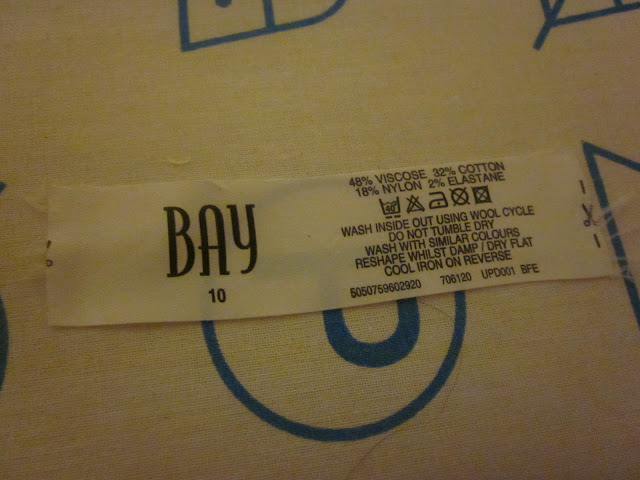 BAY
10
48% VISCOSE 32% COTTON
18% NYLON 2% ELASTANE
40
WASH INSIDE OUT USING WOOL CYCLE
DO NOT TUMBLE DRY
WASH WITH SIMILAR COLOURS
RESHAPE WHILST DAMP / DRY FLAT
COOL IRON ON REVERSE
5050759602920 706120 UPD001 BFE